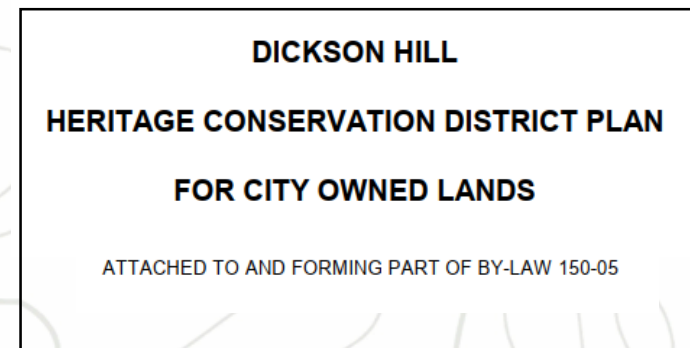 DICKSON HILL
HERITAGE CONSERVATION DISTRICT PLAN
FOR CITY OWNED LANDS
ATTACHED TO AND FORMING PART OF BY-LAW 150-05